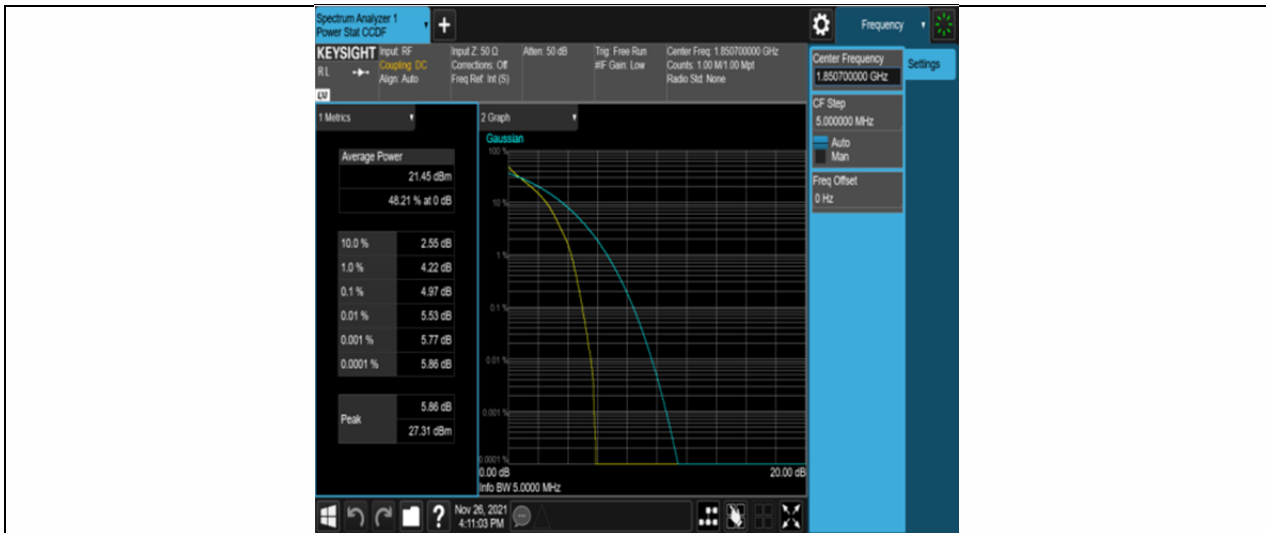 Spectrum Analyzer 1
Power Stat CCDF
Frequency
KEYSIGHT
Input: RF
Coupling: DC
Align: Auto
Input Z: 50 Ω
Corrections: Off
Freq Ref: Int (S)
Atten: 50 dB
Trig: Free Run
#IF Gain: Low
Center Freq: 1.850700000 GHz
Counts: 1.00 M/1.00 Mpt
Radio Std: None
R L
Center Frequency
1.850700000 GHz
Settings
CF Step
5.000000 MHz
Auto
Man
Freq Offset
0 Hz
1 Metrics
Average Power
21.45 dBm
48.21 % at 0 dB
10.0 % 2.55 dB
1.0 % 4.22 dB
0.1 % 4.97 dB
0.01 % 5.53 dB
0.001 % 5.77 dB
0.0001 % 5.86 dB
Peak
5.86 dB
27.31 dBm
2 Graph
Gaussian
100 %
10 %
1 %
0.1 %
0.01 %
0.001 %
0.0001 %
0.00 dB 20.00 dB
Info BW 5.0000 MHz
Nov 26, 2021
4:11:03 PM